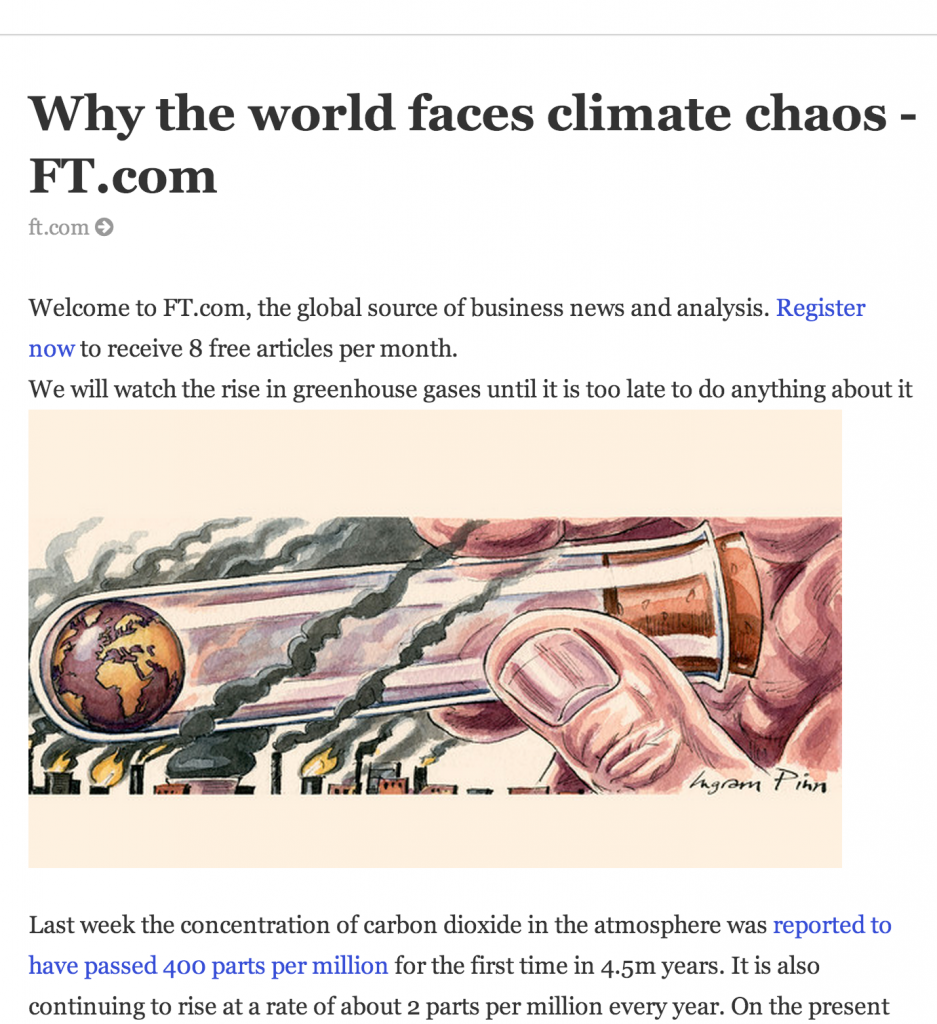 Why the world faces climate chaos -
FT.com
ft.com
Welcome to FT.com, the global source of business news and analysis. Register
now to receive 8 free articles per month.
We will watch the rise in greenhouse gases until it is too late to do anything about it
Ingram Pinn
Last week the concentration of carbon dioxide in the atmosphere was reported to
have passed 400 parts per million for the first time in 4.5m years. It is also
continuing to rise at a rate of about 2 parts per million every year. On the present